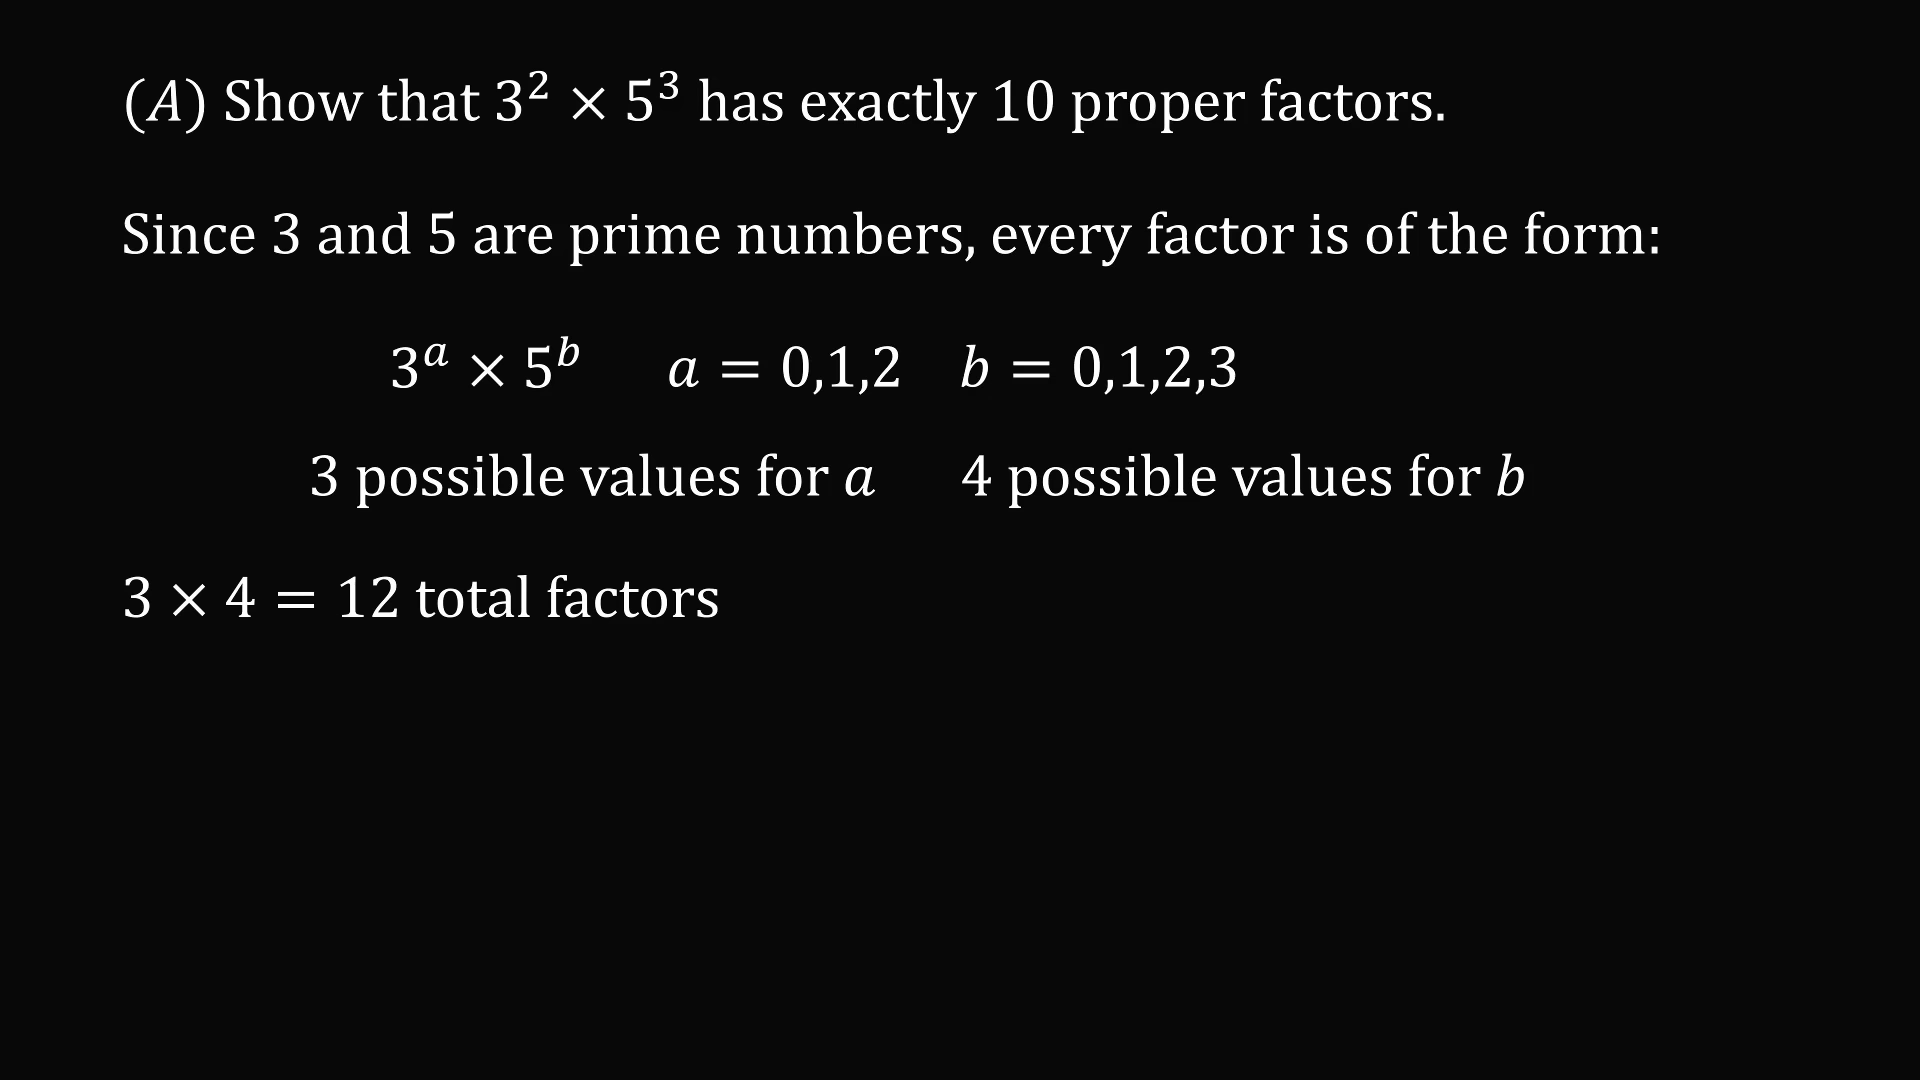 (A) Show that 3² × 5³ has exactly 10 proper factors.
Since 3 and 5 are prime numbers, every factor is of the form:
3ᵃ × 5ᵇ a = 0,1,2 b = 0,1,2,3
3 possible values for a 4 possible values for b
3 × 4 = 12 total factors